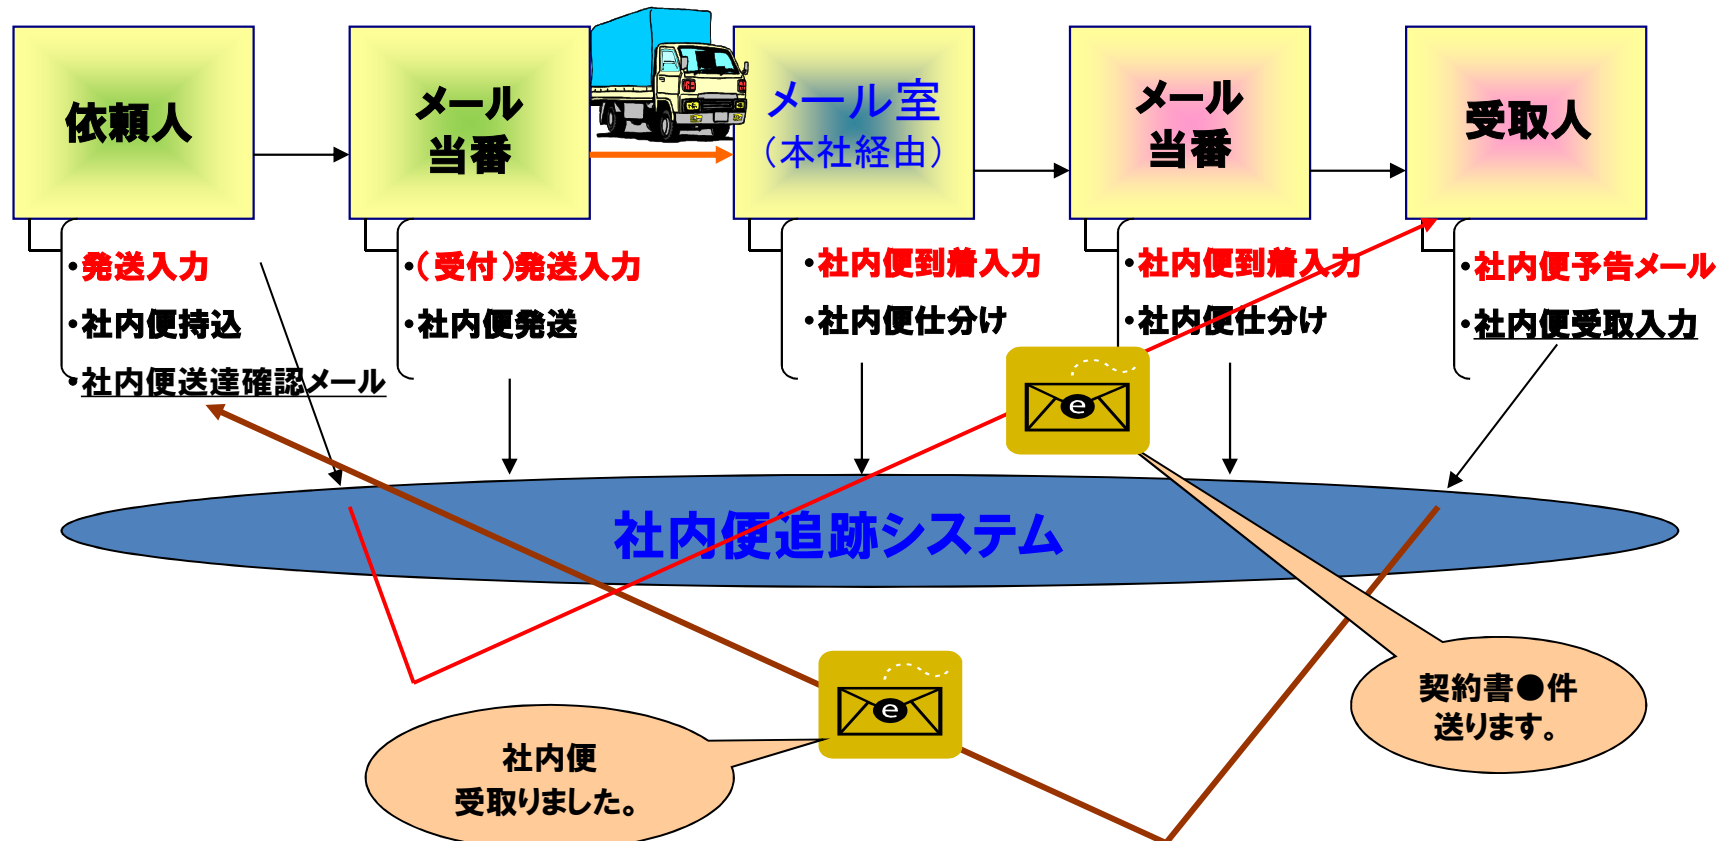 依頼人
メール
当番
メール室
（本社経由）
メール
当番
受取人
・発送入力
・社内便持込
・社内便送達確認メール
・（受付）発送入力
・社内便発送
・社内便到着入力
・社内便仕分け
・社内便到着入力
・社内便仕分け
・社内便予告メール
・社内便受取入力
e
社内便追跡システム
e
契約書●件
送ります。
社内便
受取りました。